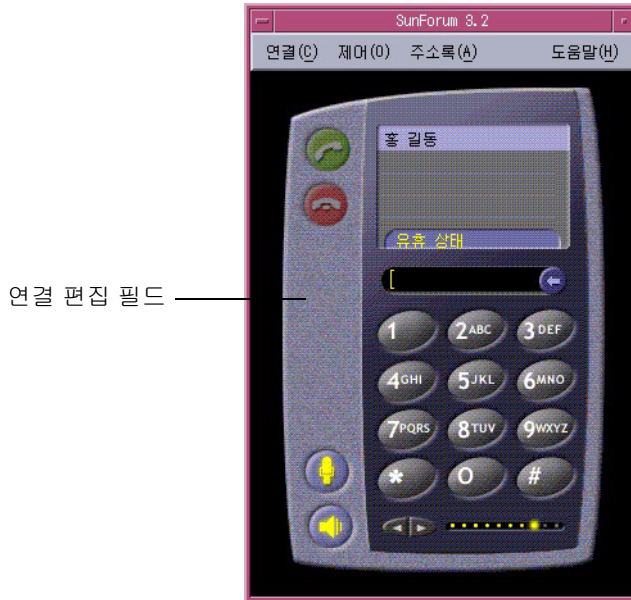 SunForum 3.2
연결(C) 제어(O) 주소록(A) 도움말(H)
홍 길동
유휴 상태
[
연결 편집 필드
1 2ABC 3DEF
4GHI 5JKL 6MNO
7PQRS 8TUV 9WXYZ
* 0 #